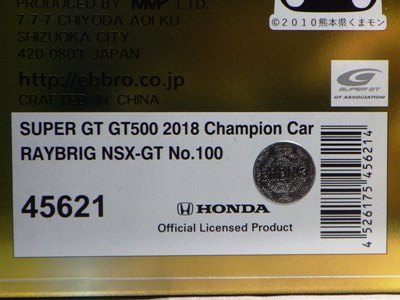 PRODUCED BY MVP LTD.
7-7-7 CHIYODA AOI KU
SHIZUOKA CITY
420-0803 JAPAN
http://ebbro.co.jp
CRAFTED IN CHINA
©2010熊本県くまモン
SUPER GT
GT ASSOCIATION
SUPER GT GT500 2018 Champion Car
RAYBRIG NSX-GT No.100
45621
HONDA
Official Licensed Product
4 526175 456214